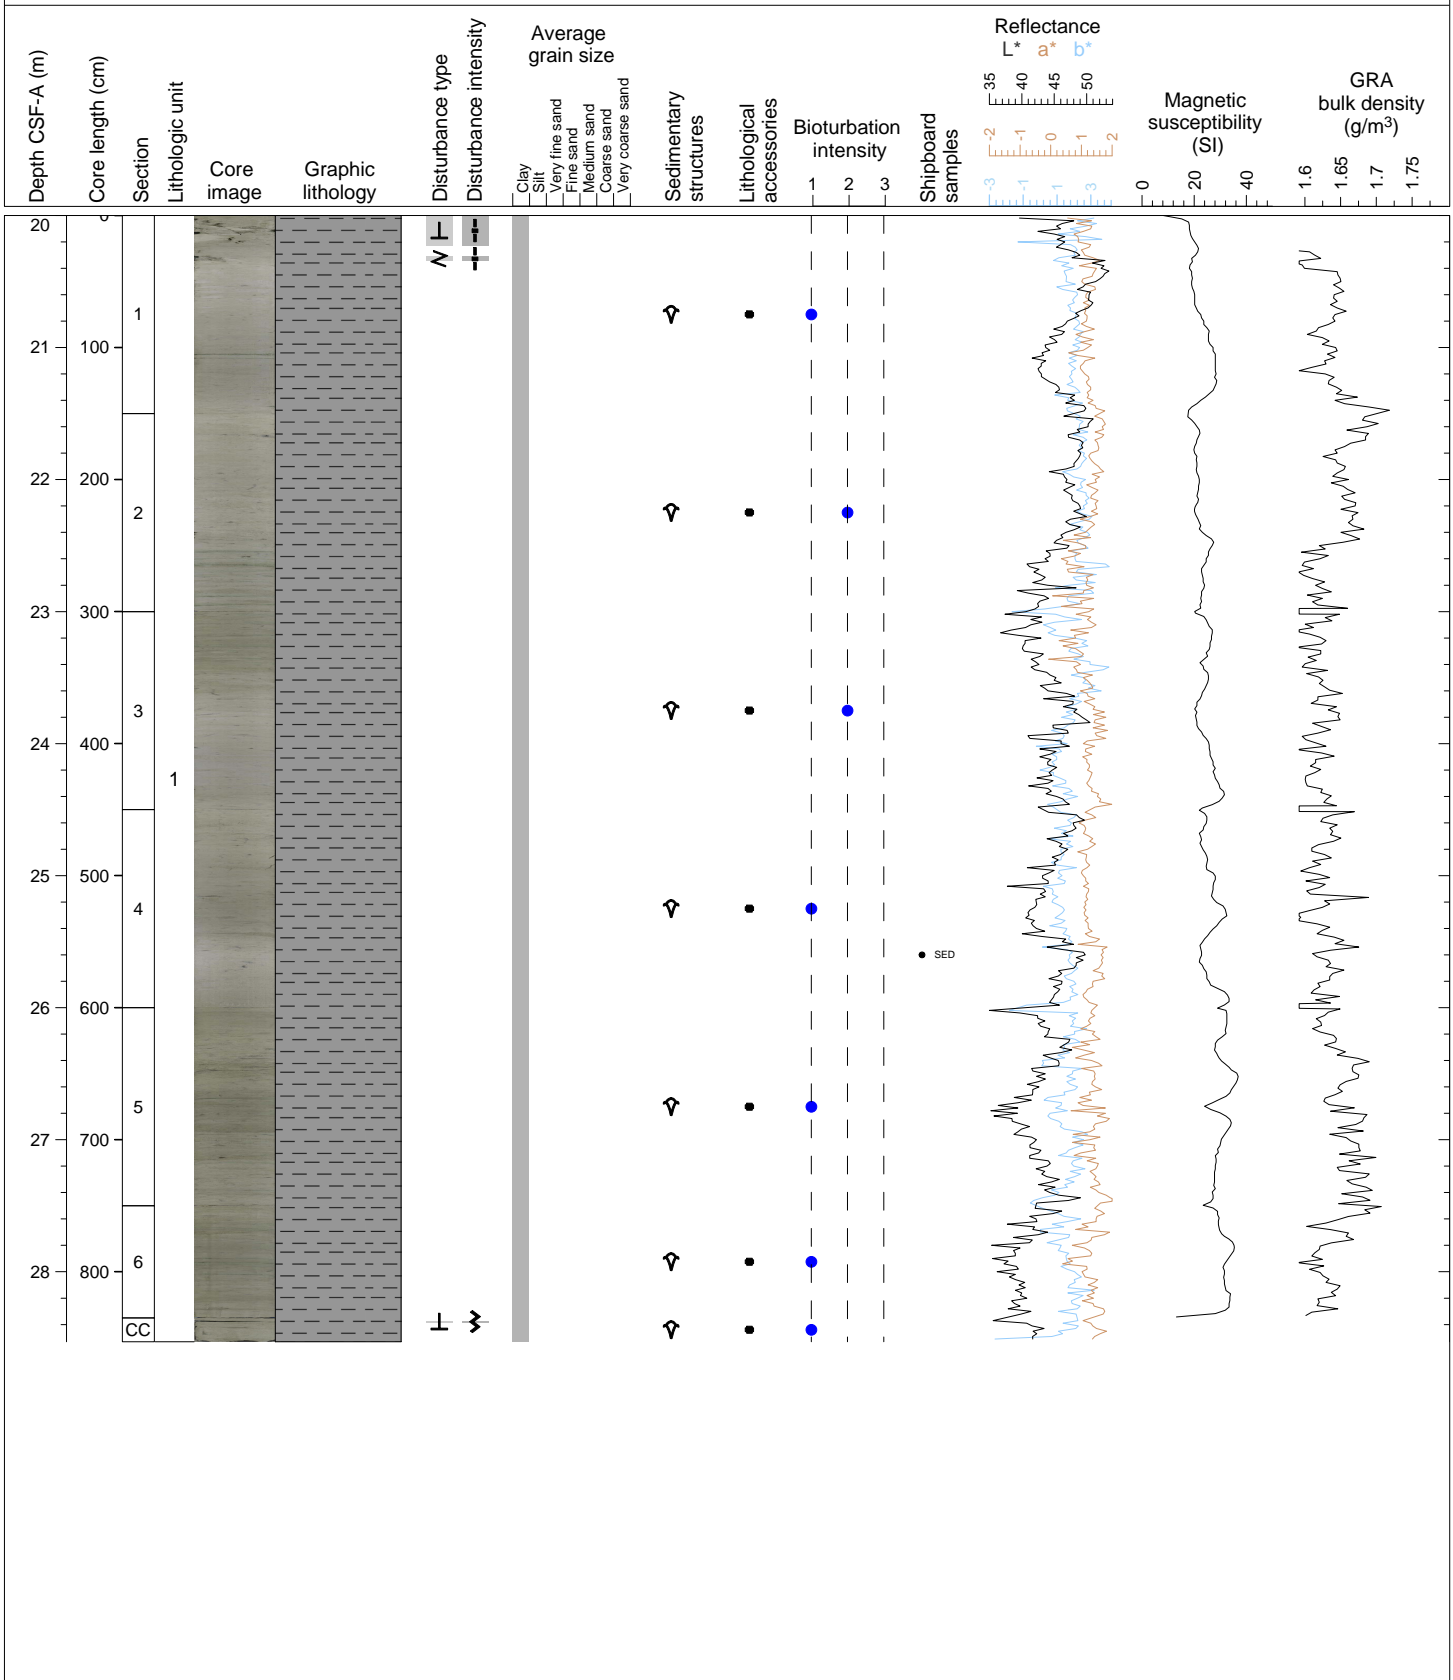 Depth CSF-A (m)
Core length (cm)
Section
Lithologic unit
Core
image
Graphic
lithology
Disturbance type
Disturbance intensity
Average
grain size
Clay
Silt
Very fine sand
Fine sand
Medium sand
Coarse sand
Very coarse sand
Sedimentary
structures
Lithological
accessories
Bioturbation
intensity
1 2 3
Shipboard
samples
Reflectance
L* a* b*
35 40 45 50
-2 -1 0 1 2
-3 -1 1 3
Magnetic
susceptibility
(SI)
0 20 40
GRA
bulk density
(g/m³)
1.6 1.65 1.7 1.75
20 0
1
21 100
22 200
2
23 300
3
24 400
1
25 500
4
SED
26 600
5
27 700
6
28 800
CC